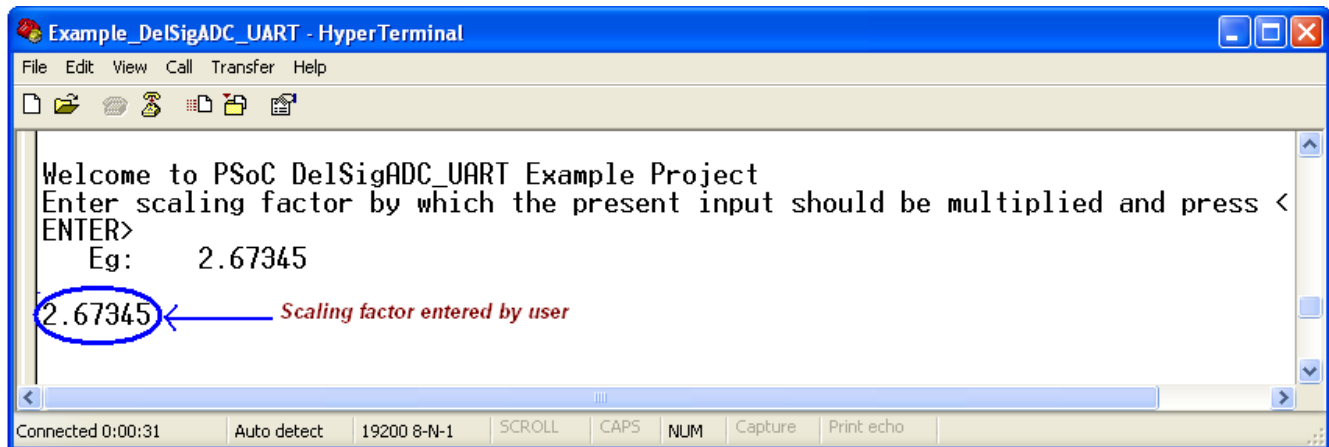 Example_DelSigADC_UART - HyperTerminal
File Edit View Call Transfer Help
Welcome to PSoC DelSigADC_UART Example Project
Enter scaling factor by which the present input should be multiplied and press <
ENTER>
Eg: 2.67345
2.67345 Scaling factor entered by user
Connected 0:00:31 Auto detect 19200 8-N-1 SCROLL CAPS NUM Capture Print echo